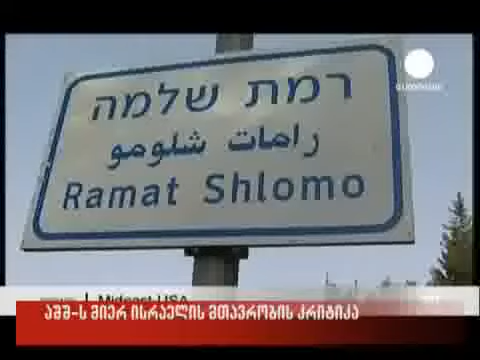 euronews
רמת שלמה
رامات شلومو
Ramat Shlomo
Mideast USA
აშშ-ს მიერ ისრაელის მთავრობის კრიტიკა